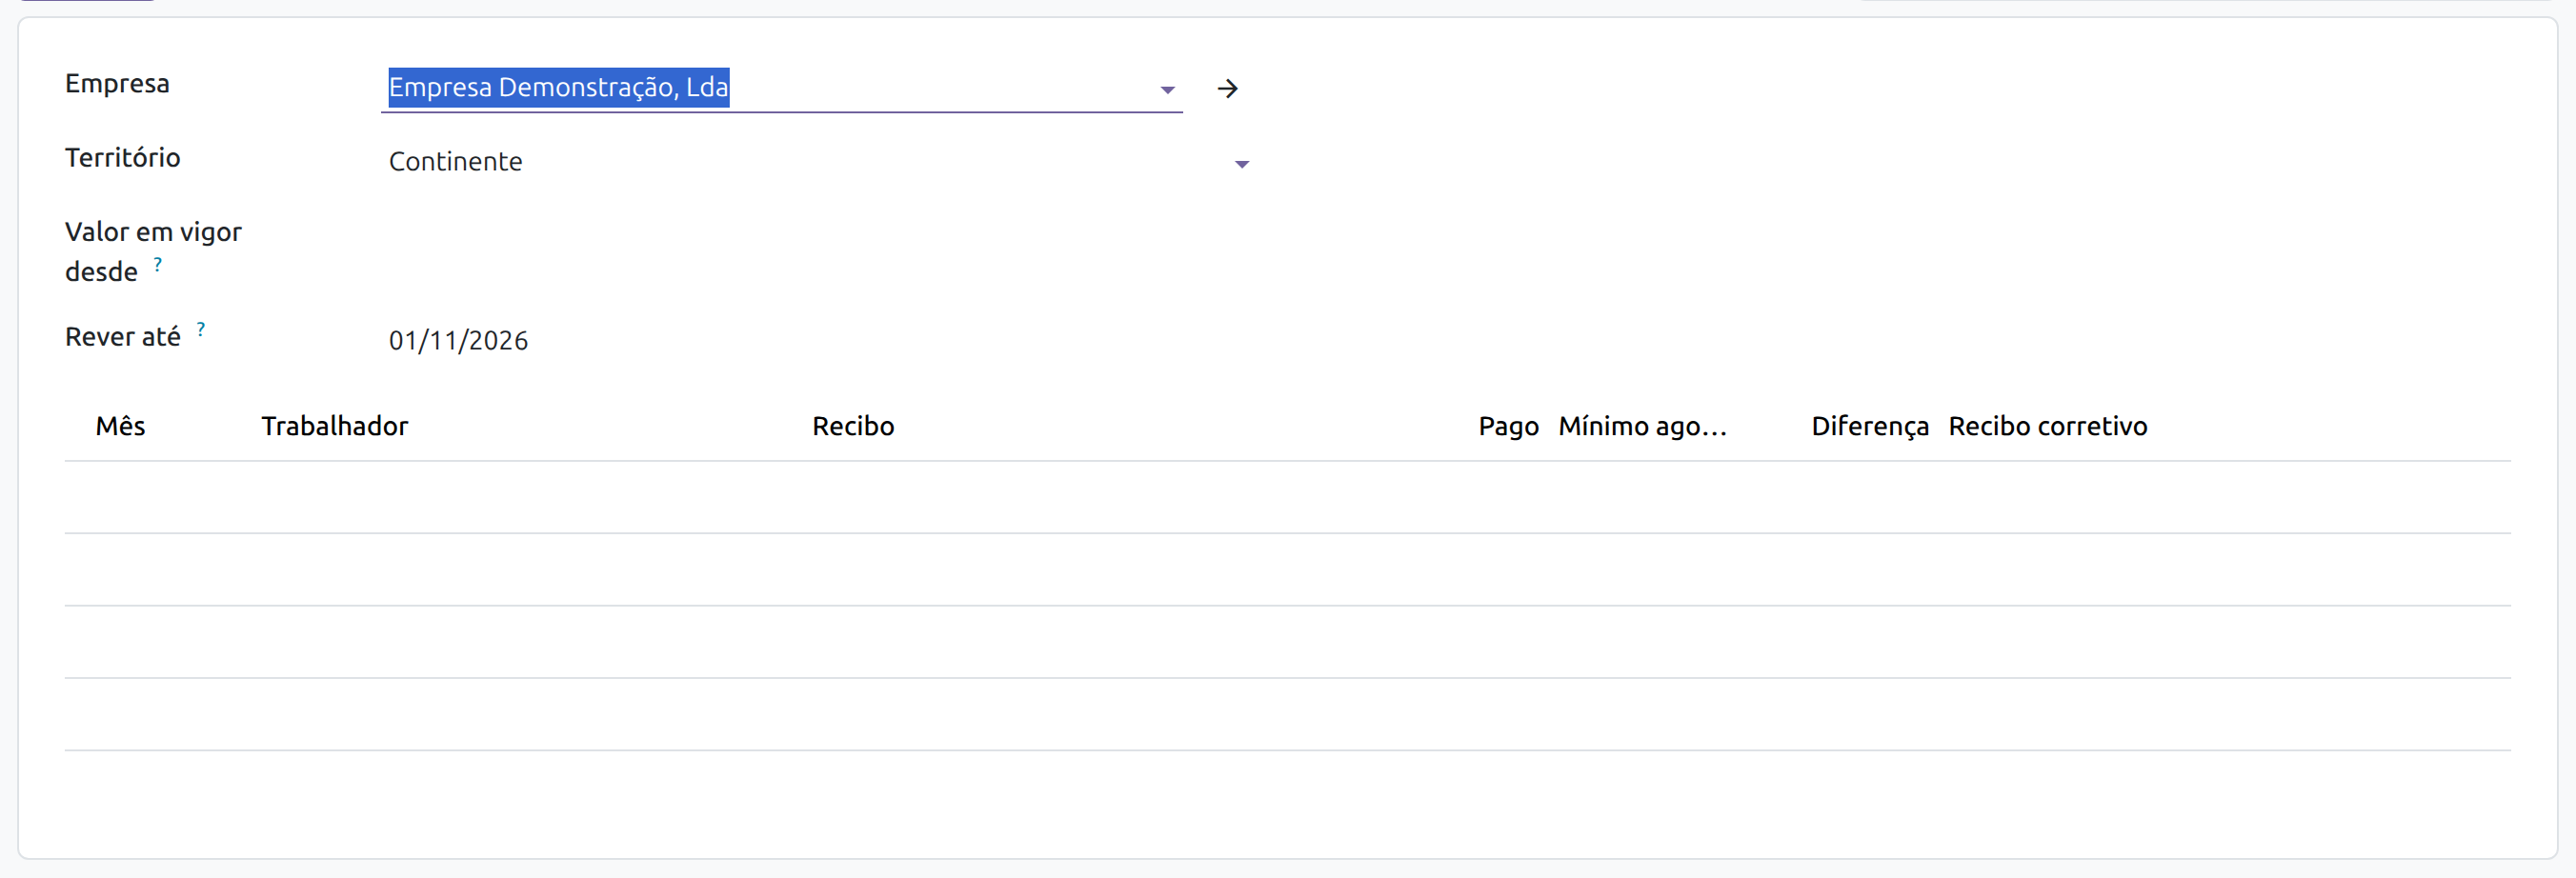 Empresa
Empresa Demonstração, Lda
Território
Continente
Valor em vigor
desde ?
Rever até ?
01/11/2026
Mês Trabalhador Recibo Pago Mínimo ago... Diferença Recibo corretivo